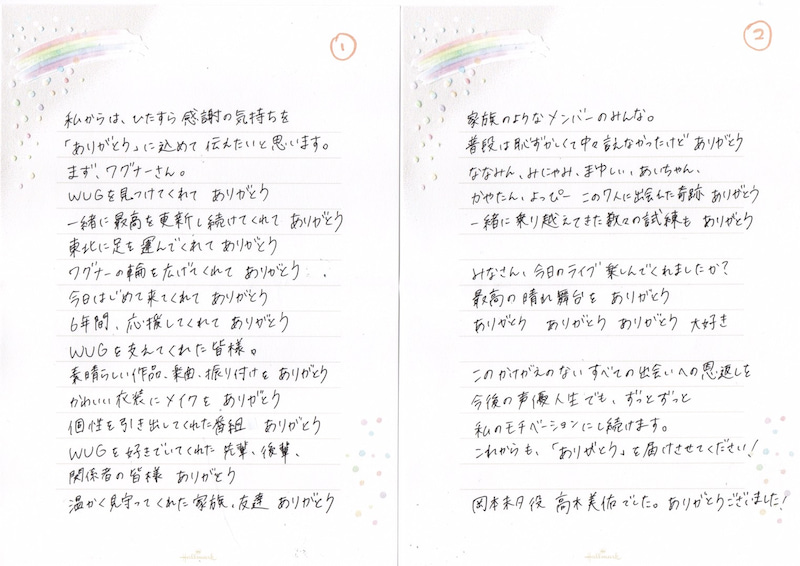 1
私からは、ひたすら感謝の気持ちを
「ありがとう」に込めて伝えたいと思います。
まず、ワグナーさん。
WUGを見つけてくれて ありがとう
一緒に最高を更新し続けてくれて ありがとう
東北に足を運んでくれて ありがとう
ワグナーの輪を広げてくれて ありがとう
今日はじめて来てくれて ありがとう
6年間、応援してくれて ありがとう
WUGを支えてくれた皆様。
素晴らしい作品、楽曲、振り付けを ありがとう
かわいい衣装にメイクを ありがとう
個性を引き出してくれた番組 ありがとう
WUGを好きでいてくれた 先輩、後輩、
関係者の皆様 ありがとう
温かく見守ってくれた家族、友達 ありがとう
Hallmark
2
家族のようなメンバーのみんな。
普段は恥ずかしくて中々言えなかったけど ありがとう
ななみん、みにゃみ、まゆしぃ、あいちゃん、
かやたん、よっぴー この7人に出会えた奇跡 ありがとう
一緒に乗り越えてきた数々の試練も ありがとう
みなさん、今日のライブ楽しんでくれましたか?
最高の晴れ舞台を ありがとう
ありがとう ありがとう ありがとう 大好き
このかけがえのない すべての出会いへの恩返しを
今後の声優人生でも、ずっとずっと
私のモチベーションにし続けます。
これからも、「ありがとう」を届けさせてください!
岡本未夕役 高木美佑でした。ありがとうございました!
Hallmark